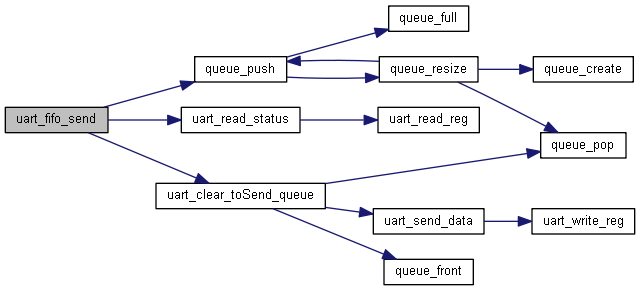 queue_full
queue_push
queue_resize
queue_create
uart_fifo_send
uart_read_status
uart_read_reg
queue_pop
uart_clear_toSend_queue
uart_send_data
uart_write_reg
queue_front